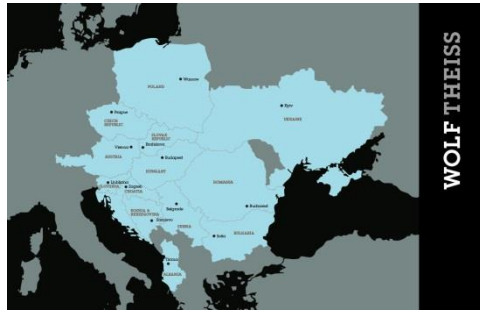 POLAND
Warsaw
Prague
CZECH
REPUBLIC
Kyiv
UKRAINE
SLOVAK
REPUBLIC
Bratislava
Vienna
AUSTRIA
Budapest
HUNGARY
Ljubljana
SLOVENIA
Zagreb
CROATIA
ROMANIA
BOSNIA &
HERZEGOVINA
Belgrade
Bucharest
Sarajevo
SERBIA
Sofia
BULGARIA
Tirana
ALBANIA
WOLF THEISS